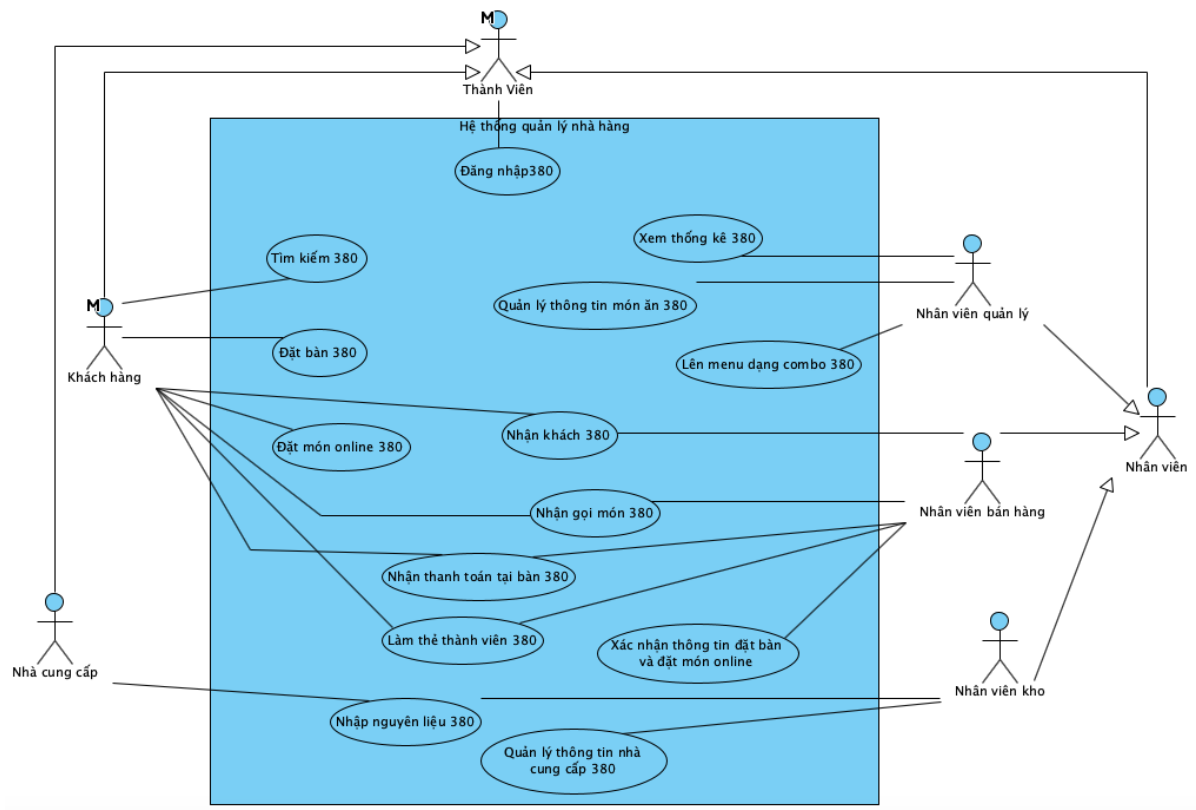 M
Thành Viên
Hệ thống quản lý nhà hàng
Đăng nhập380
Xem thống kê 380
Tìm kiếm 380
Quản lý thông tin món ăn 380
Nhân viên quản lý
M
Khách hàng
Đặt bàn 380
Lên menu dạng combo 380
Đặt món online 380
Nhận khách 380
Nhân viên
Nhận gọi món 380
Nhân viên bán hàng
Nhận thanh toán tại bàn 380
Làm thẻ thành viên 380
Xác nhận thông tin đặt bàn
và đặt món online
Nhà cung cấp
Nhân viên kho
Nhập nguyên liệu 380
Quản lý thông tin nhà
cung cấp 380